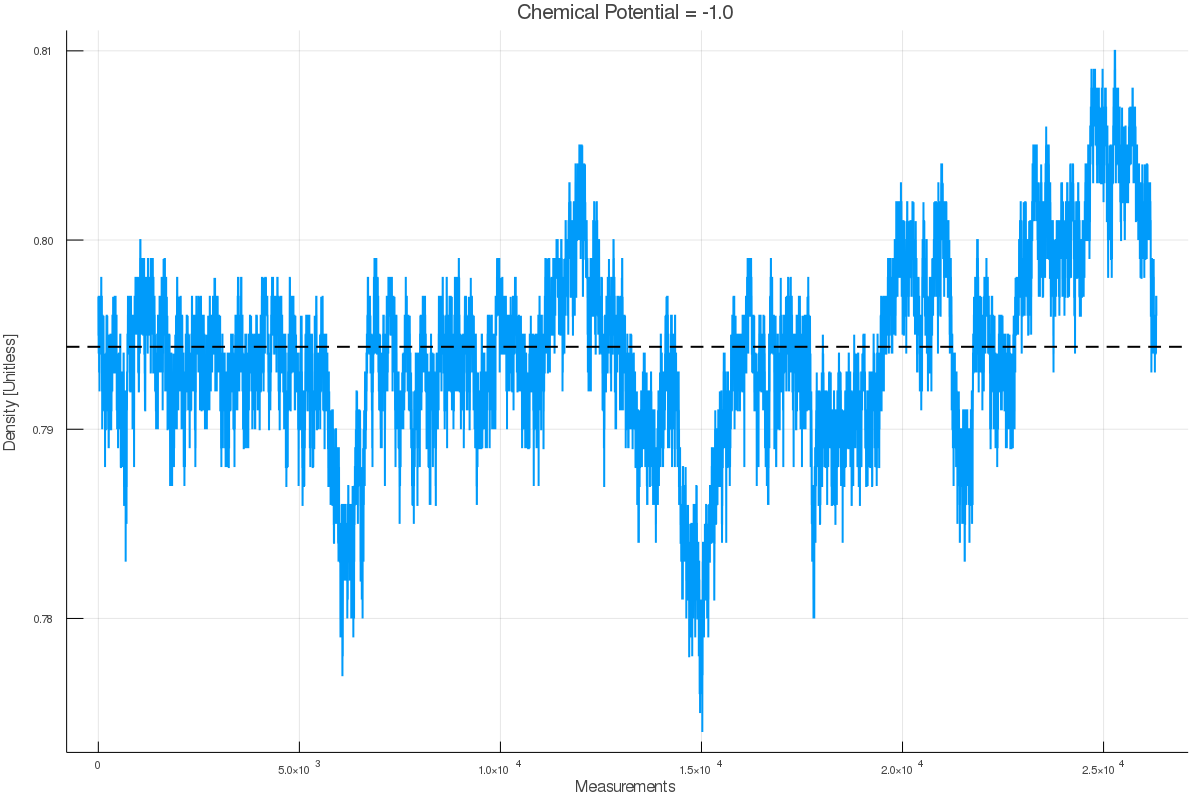 Chemical Potential = -1.0
0.81
0.80
0.79
0.78
Density [Unitless]
0 5.0×10 3 1.0×10 4 1.5×10 4 2.0×10 4 2.5×10 4
Measurements